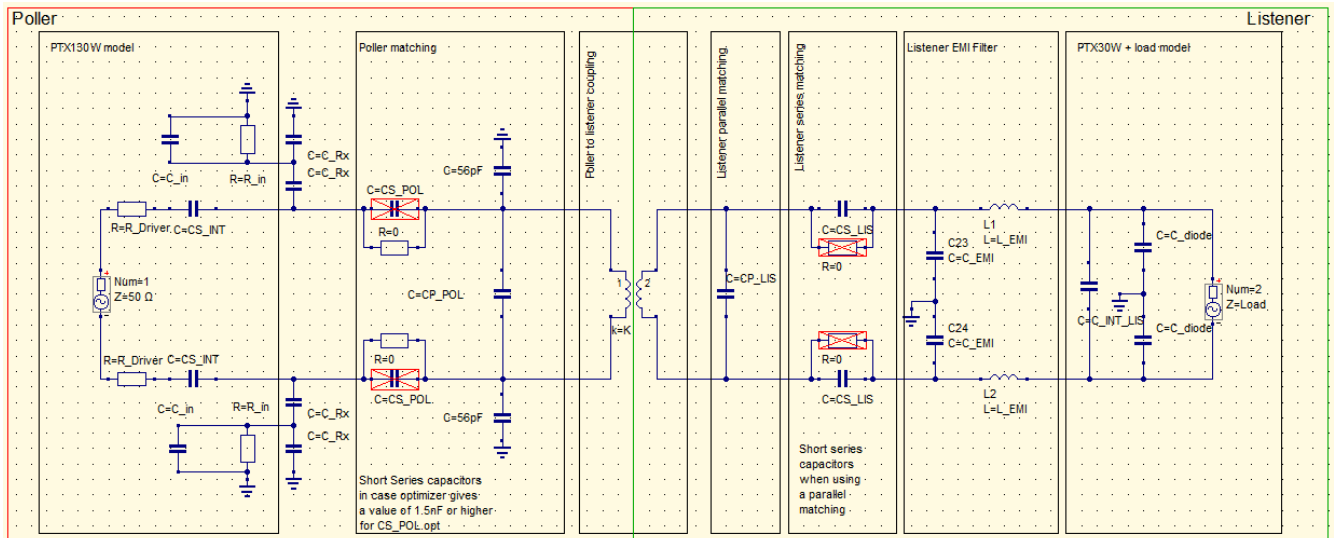 Poller
Listener
PTX130W model
Poller matching
Poller to listener coupling
Listener parallel matching
Listener series matching
Listener EMI Filter
PTX30W + load model
C=C_in
R=R_in
C=C_Rx
C=C_Rx
R=R_Driver
C=CS_INT
Num=1
Z=50 Ω
R=R_Driver
C=CS_INT
C=C_in
R=R_in
C=C_Rx
C=C_Rx
C=56pF
C=CS_POL
R=0
C=CP_POL
R=0
C=CS_POL
C=56pF
Short Series capacitors
in case optimizer gives
a value of 1.5nF or higher
for CS_POL.opt
1
2
k=K
C=CP_LIS
C=CS_LIS
R=0
R=0
C=CS_LIS
Short series
capacitors
when using
a parallel
matching
C23
C=C_EMI
C24
C=C_EMI
L1
L=L_EMI
L2
L=L_EMI
C=C_diode
C=C_INT_LIS
C=C_diode
Num=2
Z=Load